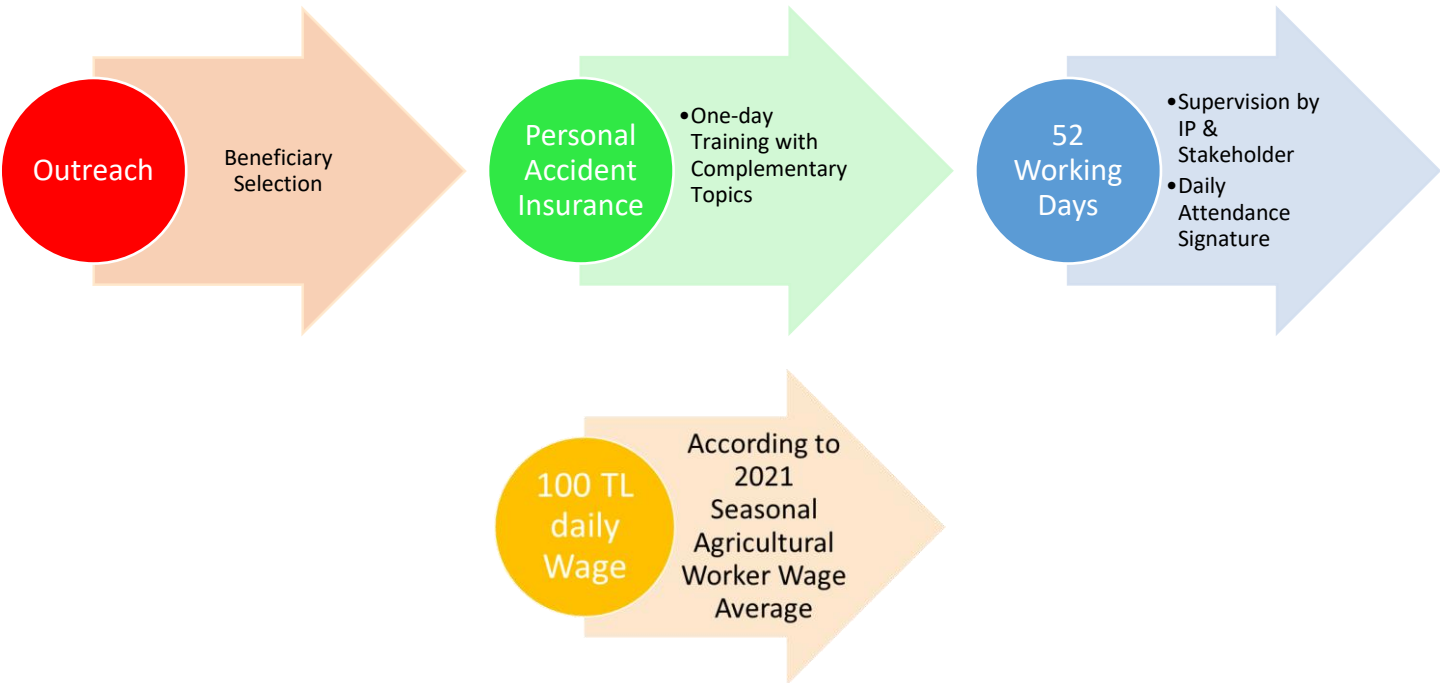 Outreach
Beneficiary
Selection
Personal
Accident
Insurance
•One-day
Training with
Complementary
Topics
52
Working
Days
•Supervision by
IP &
Stakeholder
•Daily
Attendance
Signature
100 TL
daily
Wage
According to
2021
Seasonal
Agricultural
Worker Wage
Average